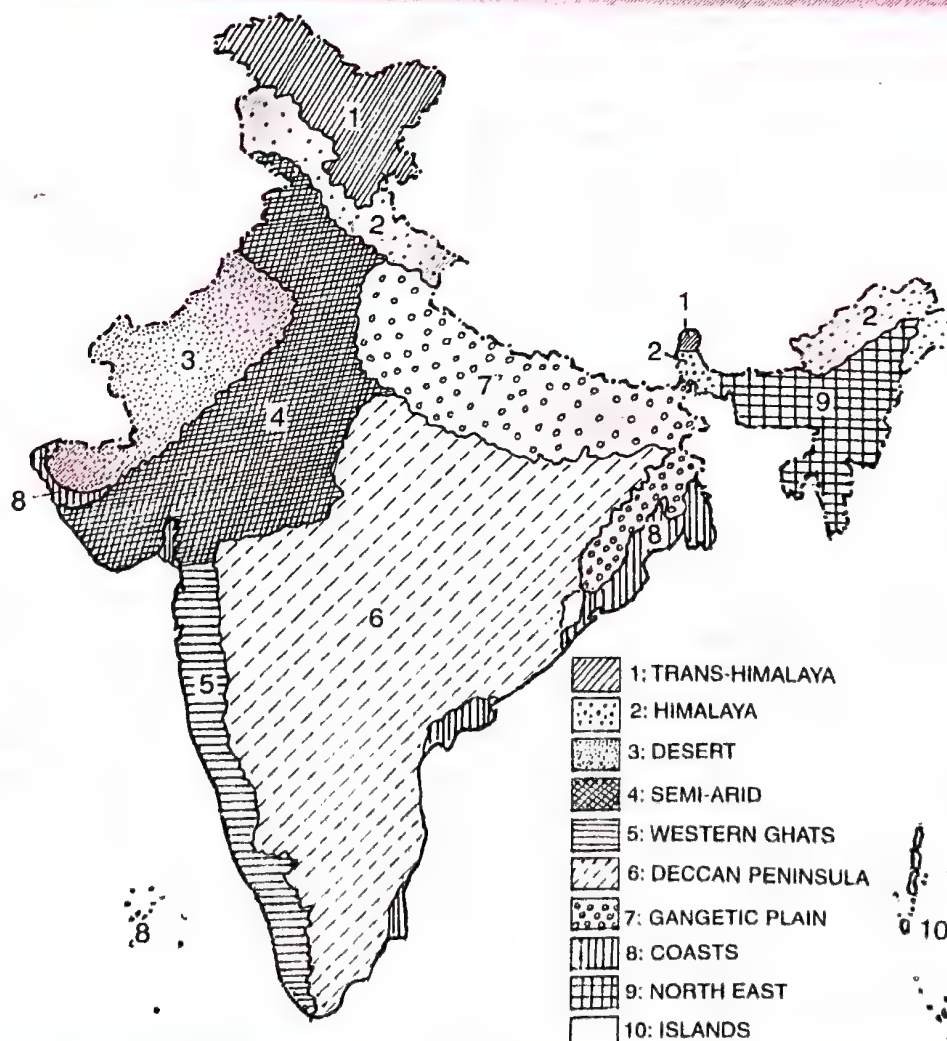 1
2
1
2
2
3
7
9
4
8
8
6
5
1: TRANS-HIMALAYA
2: HIMALAYA
3: DESERT
4: SEMI-ARID
5: WESTERN GHATS
6: DECCAN PENINSULA
7: GANGETIC PLAIN
8: COASTS
9: NORTH EAST
10: ISLANDS
8
10